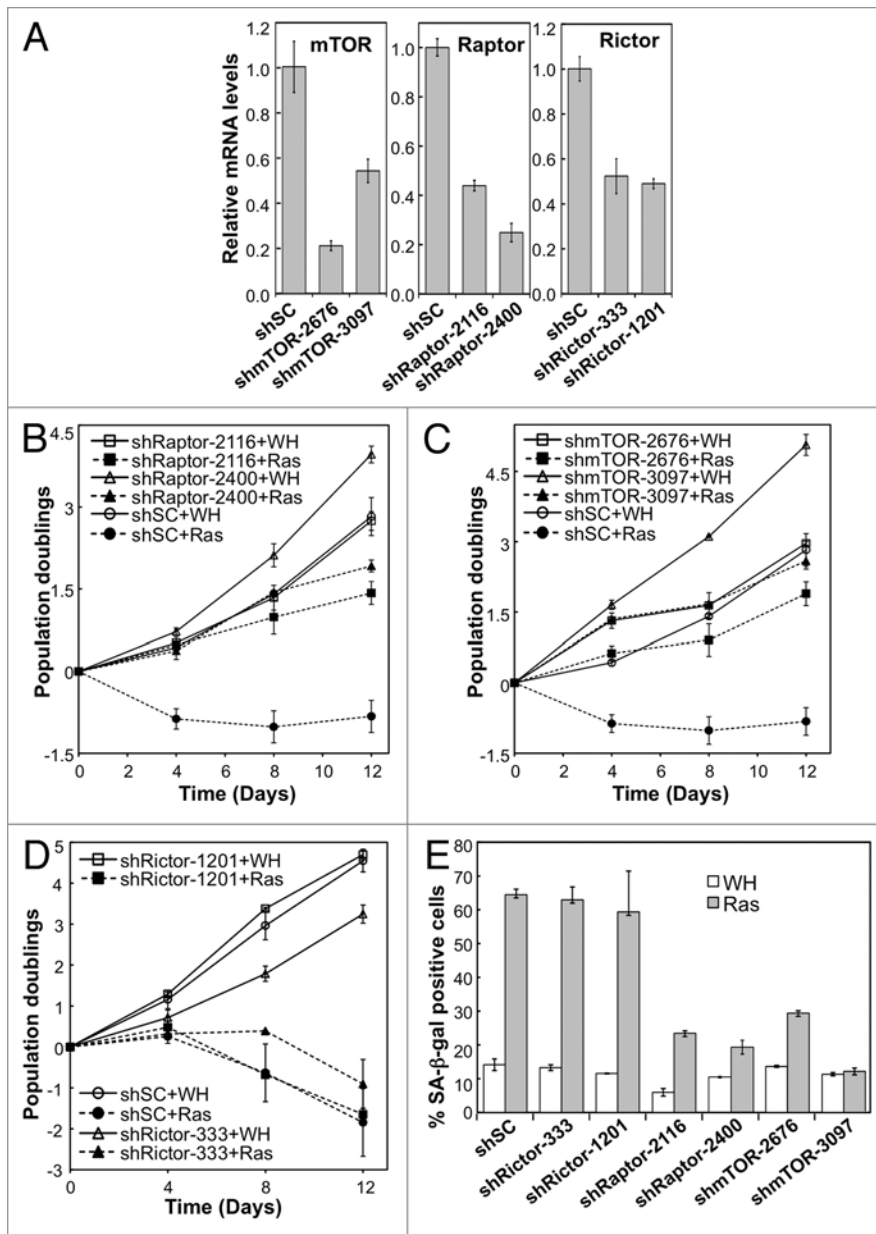 A
mTOR
Raptor
Rictor
Relative mRNA levels
1.0
0.8
0.6
0.4
0.2
0.0
1.0
0.8
0.6
0.4
0.2
0.0
1.0
0.8
0.6
0.4
0.2
0.0
shSC
shmTOR-2676
shmTOR-3097
shSC
shRaptor-2116
shRaptor-2400
shSC
shRictor-333
shRictor-1201
B
shRaptor-2116+WH
shRaptor-2116+Ras
shRaptor-2400+WH
shRaptor-2400+Ras
shSC+WH
shSC+Ras
Population doublings
4.5
3
1.5
0
-1.5
0 2 4 6 8 10 12
Time (Days)
C
shmTOR-2676+WH
shmTOR-2676+Ras
shmTOR-3097+WH
shmTOR-3097+Ras
shSC+WH
shSC+Ras
Population doublings
4.5
3
1.5
0
-1.5
0 2 4 6 8 10 12
Time (Days)
D
shRictor-1201+WH
shRictor-1201+Ras
shSC+WH
shSC+Ras
shRictor-333+WH
shRictor-333+Ras
Population doublings
5
4
3
2
1
0
-1
-2
-3
0 4 8 12
Time (Days)
E
WH
Ras
% SA-β-gal positive cells
80
70
60
50
40
30
20
10
0
shSC
shRictor-333
shRictor-1201
shRaptor-2116
shRaptor-2400
shmTOR-2676
shmTOR-3097